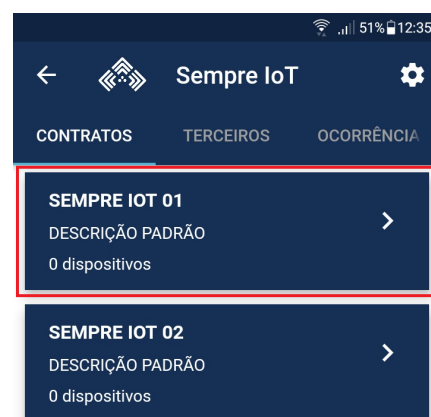 51% 12:35
Sempre IoT
CONTRATOS TERCEIROS OCORRÊNCIA
SEMPRE IOT 01
DESCRIÇÃO PADRÃO
0 dispositivos
SEMPRE IOT 02
DESCRIÇÃO PADRÃO
0 dispositivos